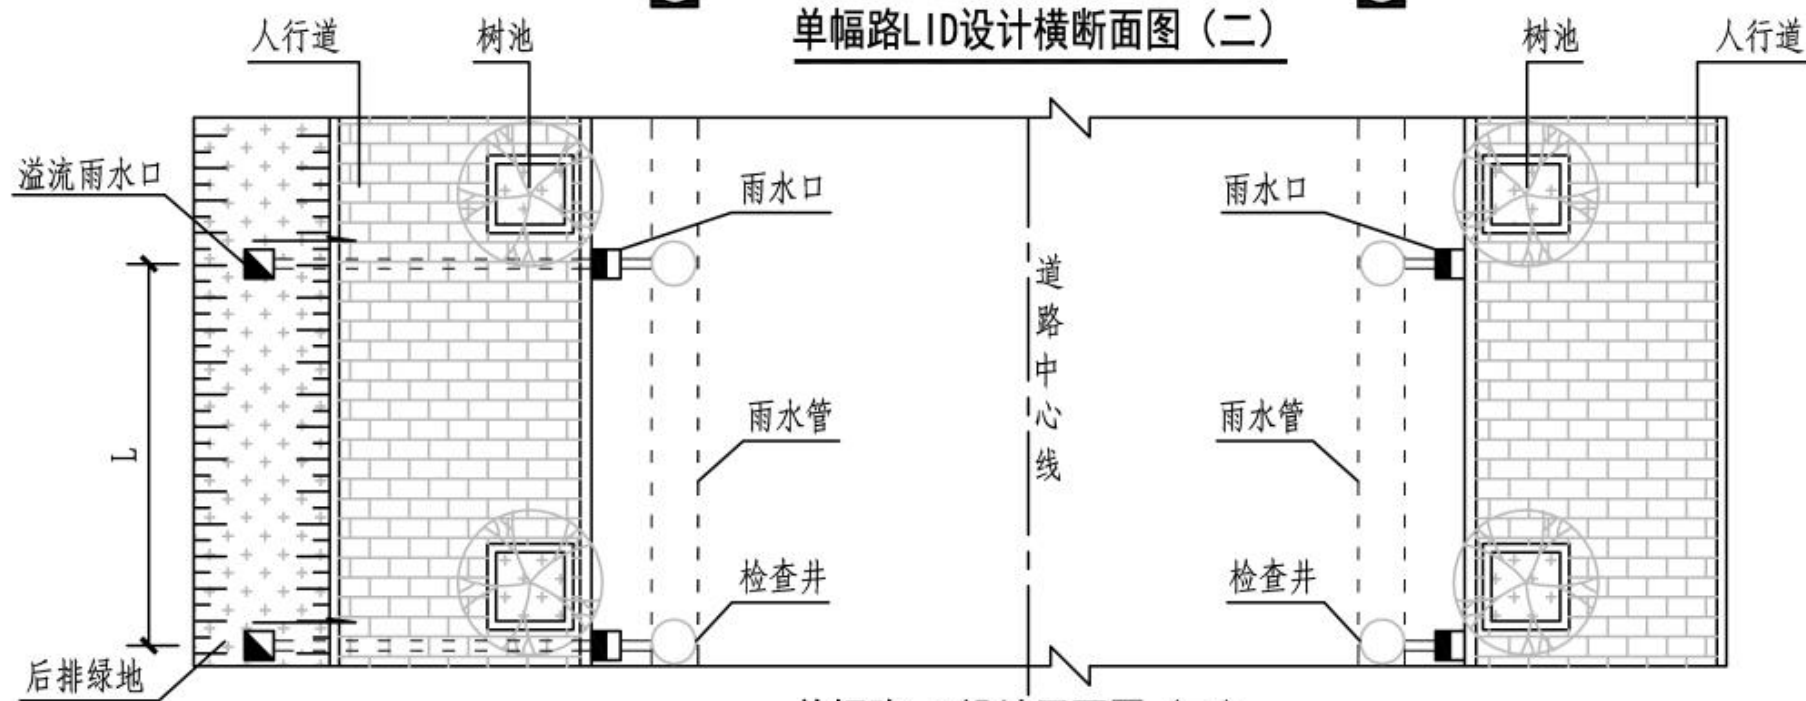 单幅路LID设计横断面图（二）
人行道
树池
树池
人行道
溢流雨水口
雨水口
雨水口
道路中心线
L
雨水管
雨水管
检查井
检查井
后排绿地